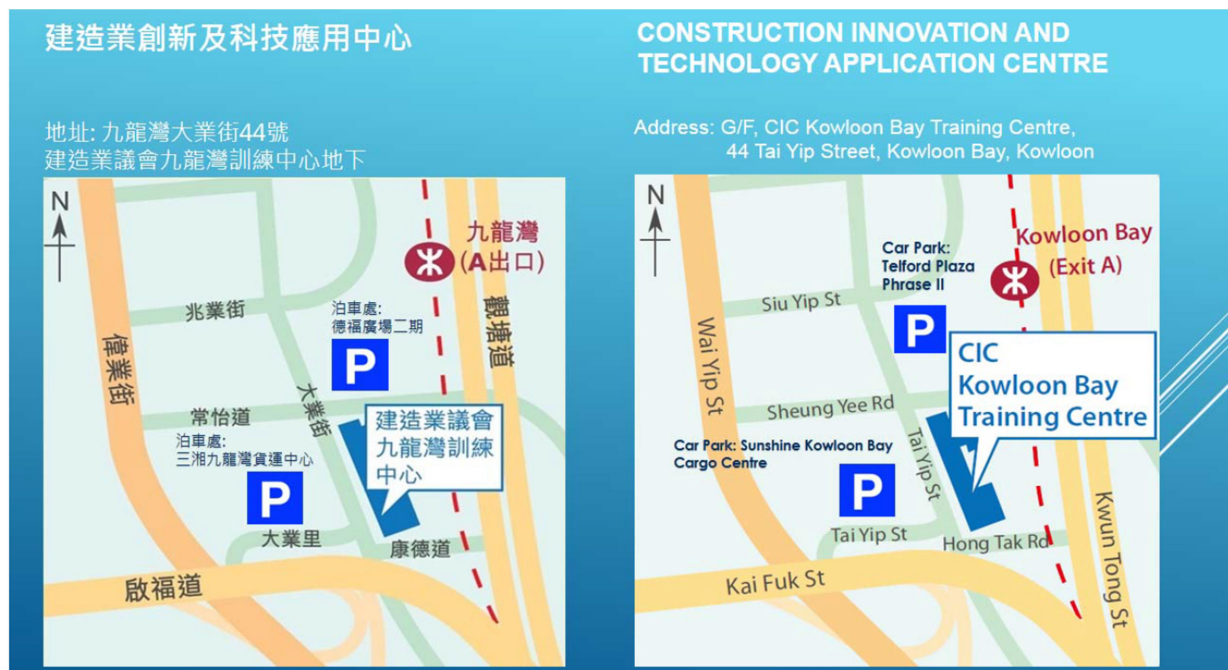 建造業創新及科技應用中心
地址: 九龍灣大業街44號
建造業議會九龍灣訓練中心地下
N
九龍灣
(A出口)
兆業街
泊車處:
德福廣場二期
P
觀塘道
偉業街
大業街
常怡道
建造業議會
九龍灣訓練
中心
泊車處:
三湘九龍灣貨運中心
P
大業里
康德道
啟福道
CONSTRUCTION INNOVATION AND
TECHNOLOGY APPLICATION CENTRE
Address: G/F, CIC Kowloon Bay Training Centre,
44 Tai Yip Street, Kowloon Bay, Kowloon
N
Kowloon Bay
(Exit A)
Car Park:
Telford Plaza
Phrase II
P
Siu Yip St
Wai Yip St
CIC
Kowloon Bay
Training Centre
Sheung Yee Rd
Tai Yip St
Car Park: Sunshine Kowloon Bay
Cargo Centre
P
Tai Yip St
Hong Tak Rd
Kwun Tong St
Kai Fuk St